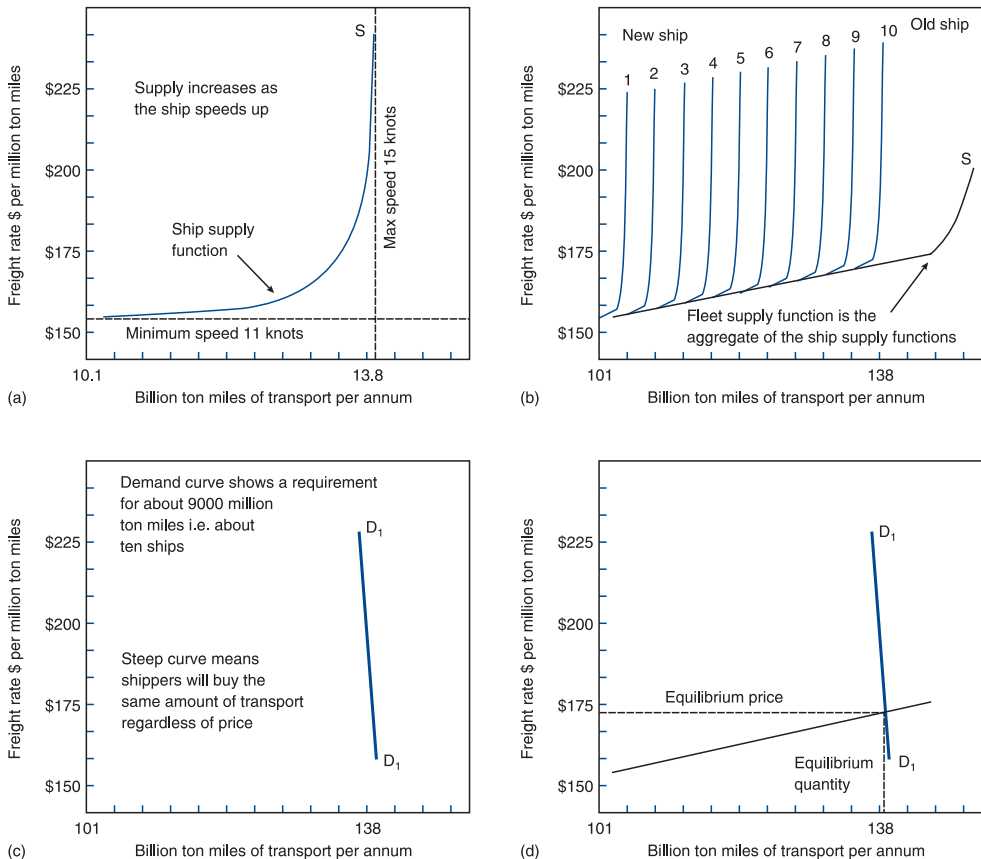 Freight rate $ per million ton miles
$225
$200
$175
$150
S
Supply increases as
the ship speeds up
Ship supply
function
Max speed 15 knots
Minimum speed 11 knots
10.1
13.8
(a)
Billion ton miles of transport per annum
Freight rate $ per million ton miles
$225
$200
$175
$150
New ship
Old ship
1 2 3 4 5 6 7 8 9 10
S
Fleet supply function is the
aggregate of the ship supply functions
101
138
(b)
Billion ton miles of transport per annum
Freight rate $ per million ton miles
$225
$200
$175
$150
Demand curve shows a requirement
for about 9000 million
ton miles i.e. about
ten ships
D₁
Steep curve means
shippers will buy the
same amount of transport
regardless of price
D₁
101
138
(c)
Billion ton miles of transport per annum
Freight rate $ per million ton miles
$225
$200
$175
$150
D₁
Equilibrium price
Equilibrium
quantity
D₁
101
138
(d)
Billion ton miles of transport per annum